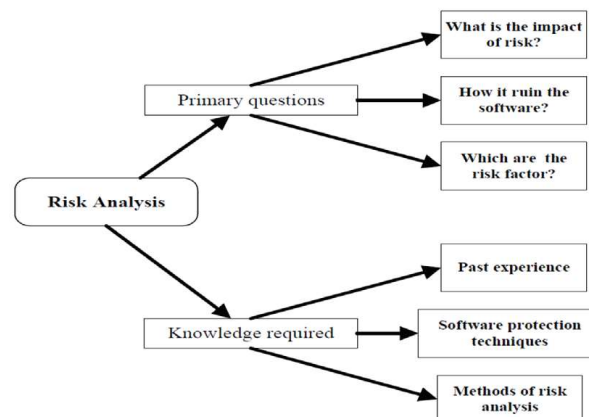 What is the impact
of risk?
Primary questions
How it ruin the
software?
Which are the
risk factor?
Risk Analysis
Past experience
Knowledge required
Software protection
techniques
Methods of risk
analysis